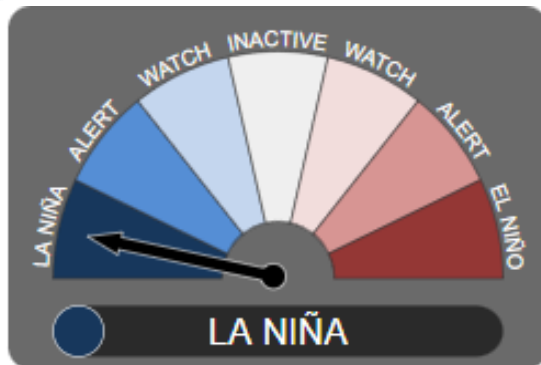 LA NIÑA
ALERT
WATCH
INACTIVE
WATCH
ALERT
EL NIÑO
LA NIÑA